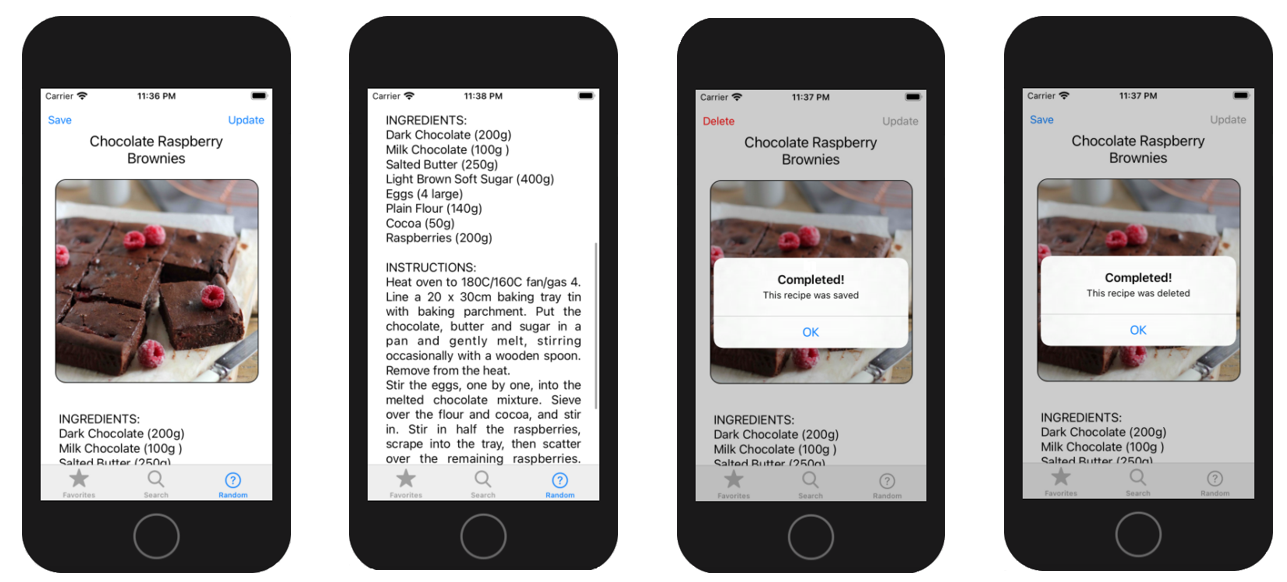 Carrier 11:36 PM
Save Update
Chocolate Raspberry
Brownies
INGREDIENTS:
Dark Chocolate (200g)
Milk Chocolate (100g )
Salted Butter (250g)
Favorites Search Random
Carrier 11:38 PM
INGREDIENTS:
Dark Chocolate (200g)
Milk Chocolate (100g )
Salted Butter (250g)
Light Brown Soft Sugar (400g)
Eggs (4 large)
Plain Flour (140g)
Cocoa (50g)
Raspberries (200g)
INSTRUCTIONS:
Heat oven to 180C/160C fan/gas 4.
Line a 20 x 30cm baking tray tin
with baking parchment. Put the
chocolate, butter and sugar in a
pan and gently melt, stirring
occasionally with a wooden spoon.
Remove from the heat.
Stir the eggs, one by one, into the
melted chocolate mixture. Sieve
over the flour and cocoa, and stir
in. Stir in half the raspberries,
scrape into the tray, then scatter
over the remaining raspberries.
Favorites Search Random
Carrier 11:37 PM
Delete Update
Chocolate Raspberry
Brownies
Completed!
This recipe was saved
OK
INGREDIENTS:
Dark Chocolate (200g)
Milk Chocolate (100g )
Salted Butter (250g)
Favorites Search Random
Carrier 11:37 PM
Save Update
Chocolate Raspberry
Brownies
Completed!
This recipe was deleted
OK
INGREDIENTS:
Dark Chocolate (200g)
Milk Chocolate (100g )
Salted Butter (250g)
Favorites Search Random